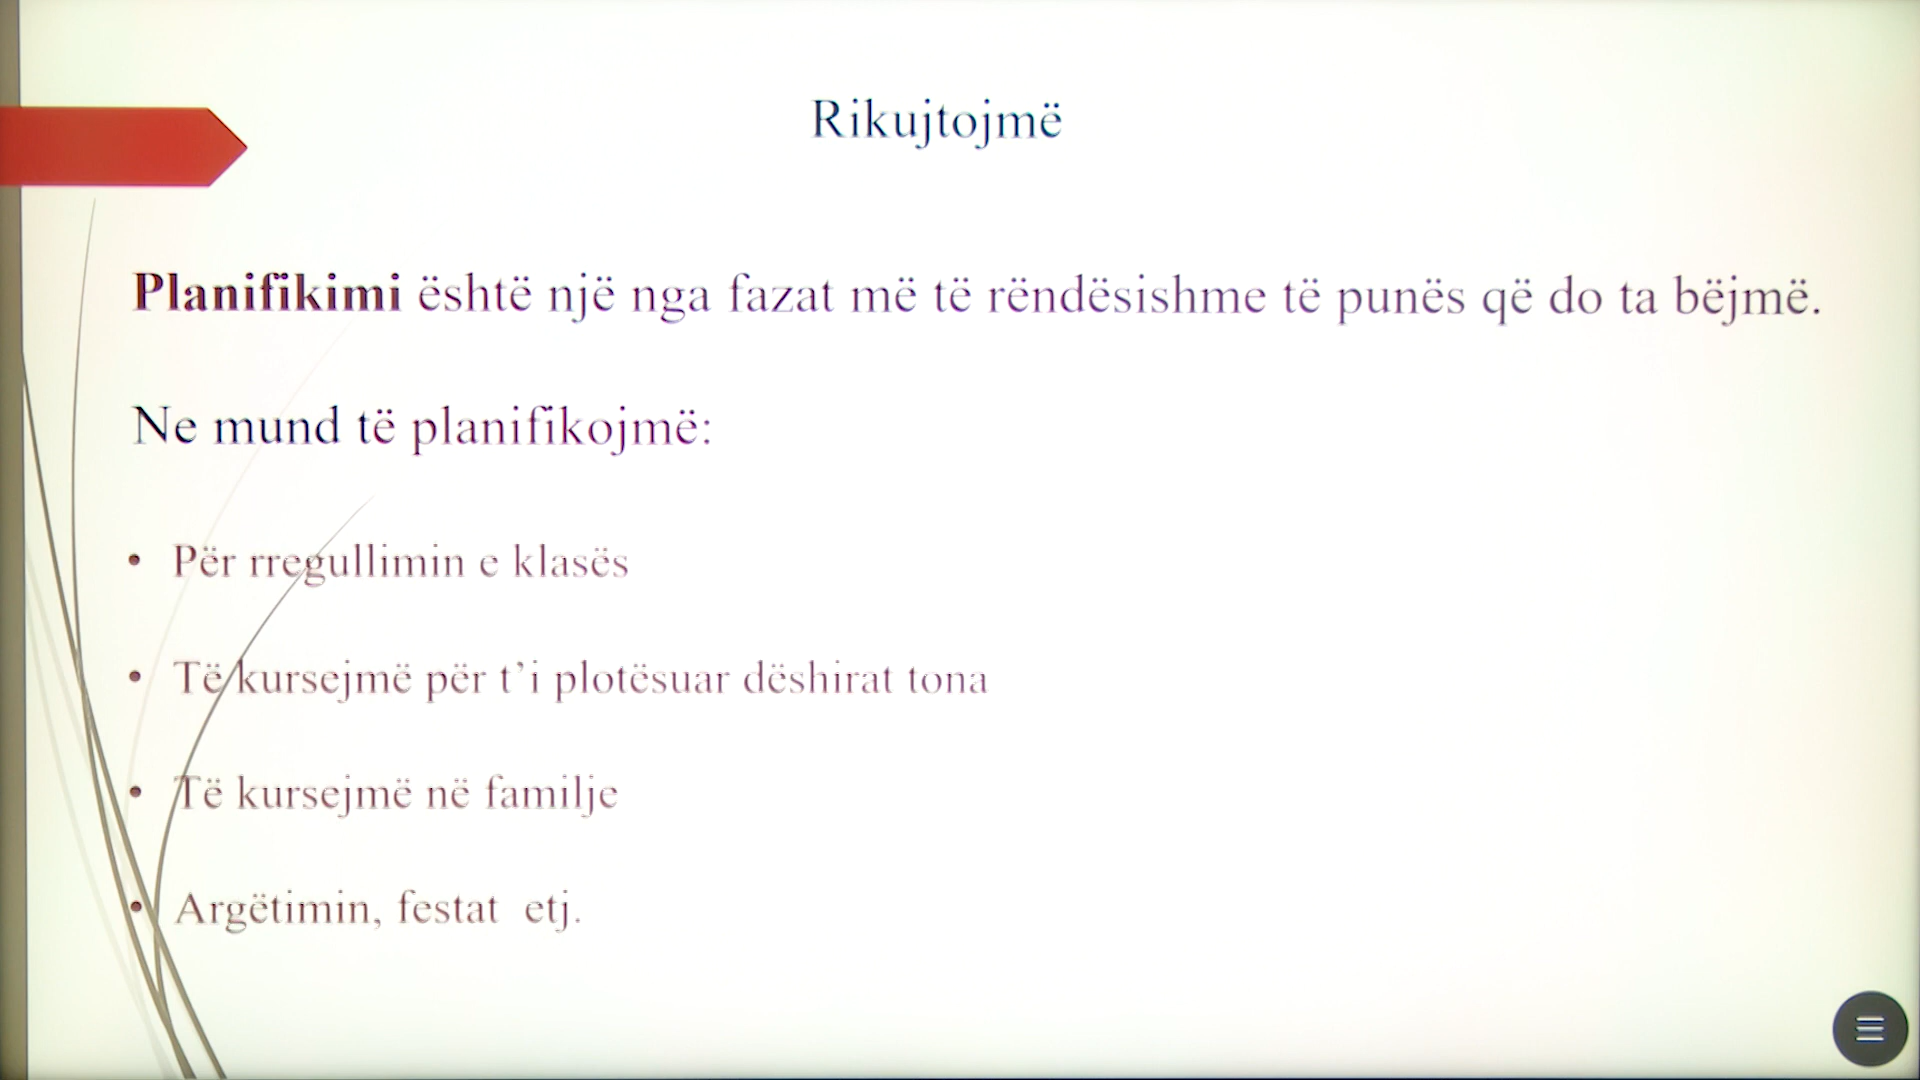 Rikujtojmë
Planifikimi është një nga fazat më të rëndësishme të punës që do ta bëjmë.
Ne mund të planifikojmë:
• Për rregullimin e klasës
• Të kursejmë për t’i plotësuar dëshirat tona
• Të kursejmë në familje
• Argëtimin, festat etj.